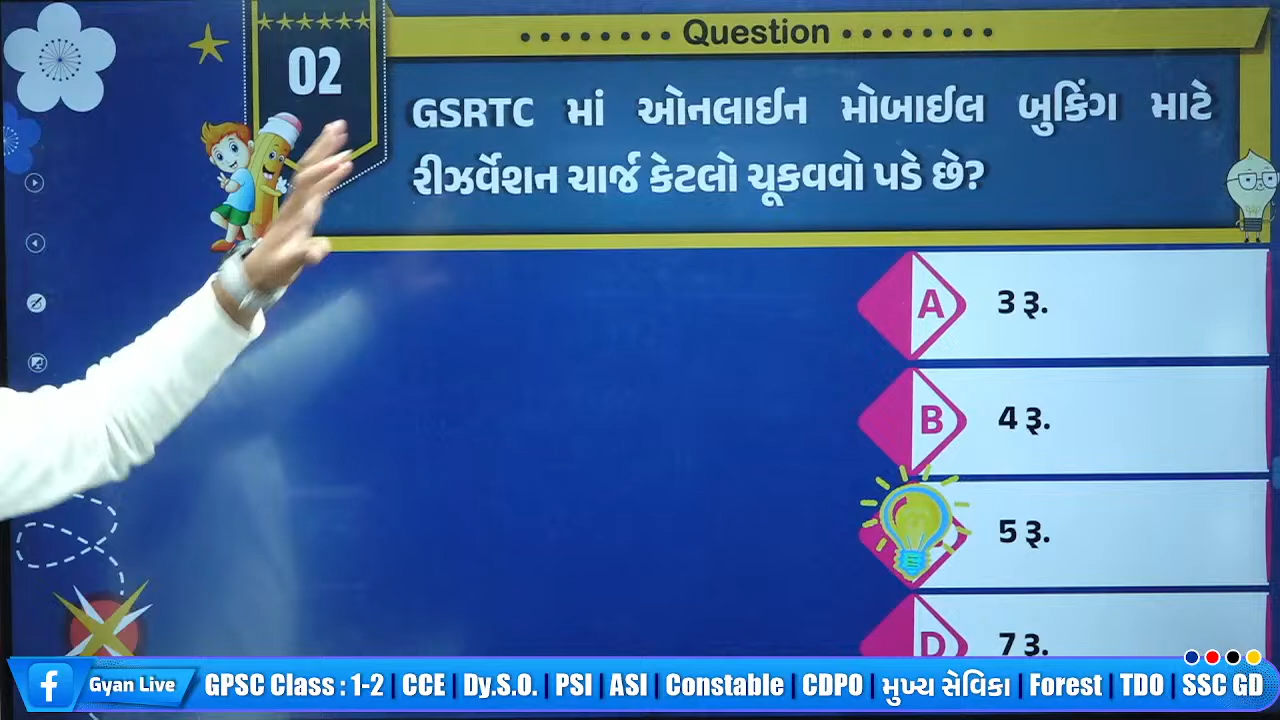 Question
02
GSRTC માં ઓનલાઈન મોબાઈલ બુકિંગ માટે
રીઝર્વેશન ચાર્જ કેટલો ચૂકવવો પડે છે?
A 3 રૂ.
B 4 રૂ.
5 રૂ.
D 7 રૂ.
Gyan Live
GPSC Class : 1-2 | CCE | Dy.S.O. | PSI | ASI | Constable | CDPO | મુખ્ય સેવિકા | Forest | TDO | SSC GD